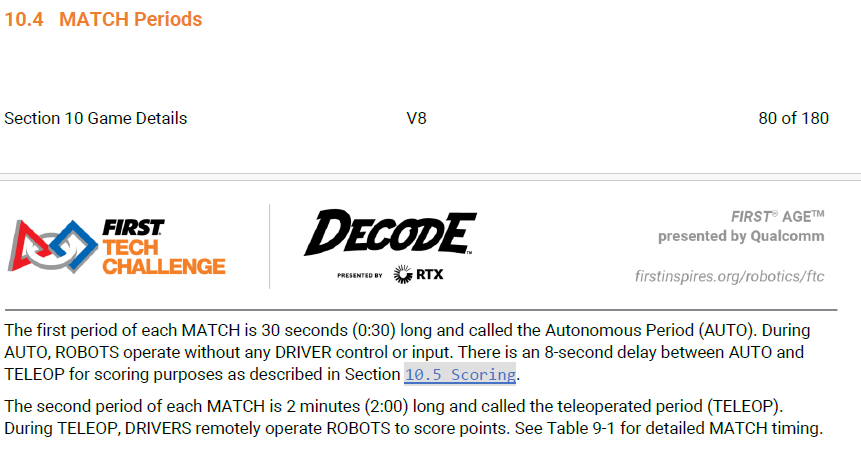 10.4 MATCH Periods
Section 10 Game Details V8 80 of 180
FIRST®
TECH
CHALLENGE
DECODE™
PRESENTED BY RTX
FIRST® AGE™
presented by Qualcomm
firstinspires.org/robotics/ftc
The first period of each MATCH is 30 seconds (0:30) long and called the Autonomous Period (AUTO). During
AUTO, ROBOTS operate without any DRIVER control or input. There is an 8-second delay between AUTO and
TELEOP for scoring purposes as described in Section 10.5 Scoring.
The second period of each MATCH is 2 minutes (2:00) long and called the teleoperated period (TELEOP).
During TELEOP, DRIVERS remotely operate ROBOTS to score points. See Table 9-1 for detailed MATCH timing.